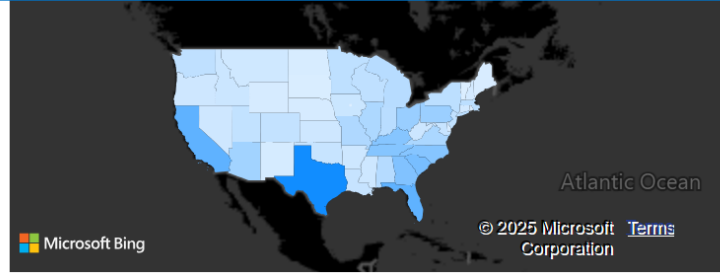 Atlantic Ocean
Microsoft Bing
© 2025 Microsoft Terms
Corporation